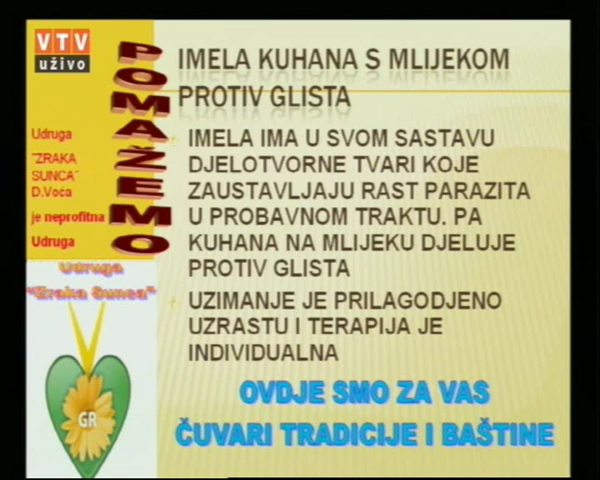 VTV
uživo
POMAŽEMO
Udruga
"ZRAKA
SUNCA"
D.Voća
je neprofitna
Udruga
Udruga
"Zraka Sunca"
GR
IMELA KUHANA S MLIJEKOM
PROTIV GLISTA
IMELA IMA U SVOM SASTAVU
DJELOTVORNE TVARI KOJE
ZAUSTAVLJAJU RAST PARAZITA
U PROBAVNOM TRAKTU. PA
KUHANA NA MLIJEKU DJELUJE
PROTIV GLISTA
UZIMANJE JE PRILAGODJENO
UZRASTU I TERAPIJA JE
INDIVIDUALNA
OVDJE SMO ZA VAS
ČUVARI TRADICIJE I BAŠTINE